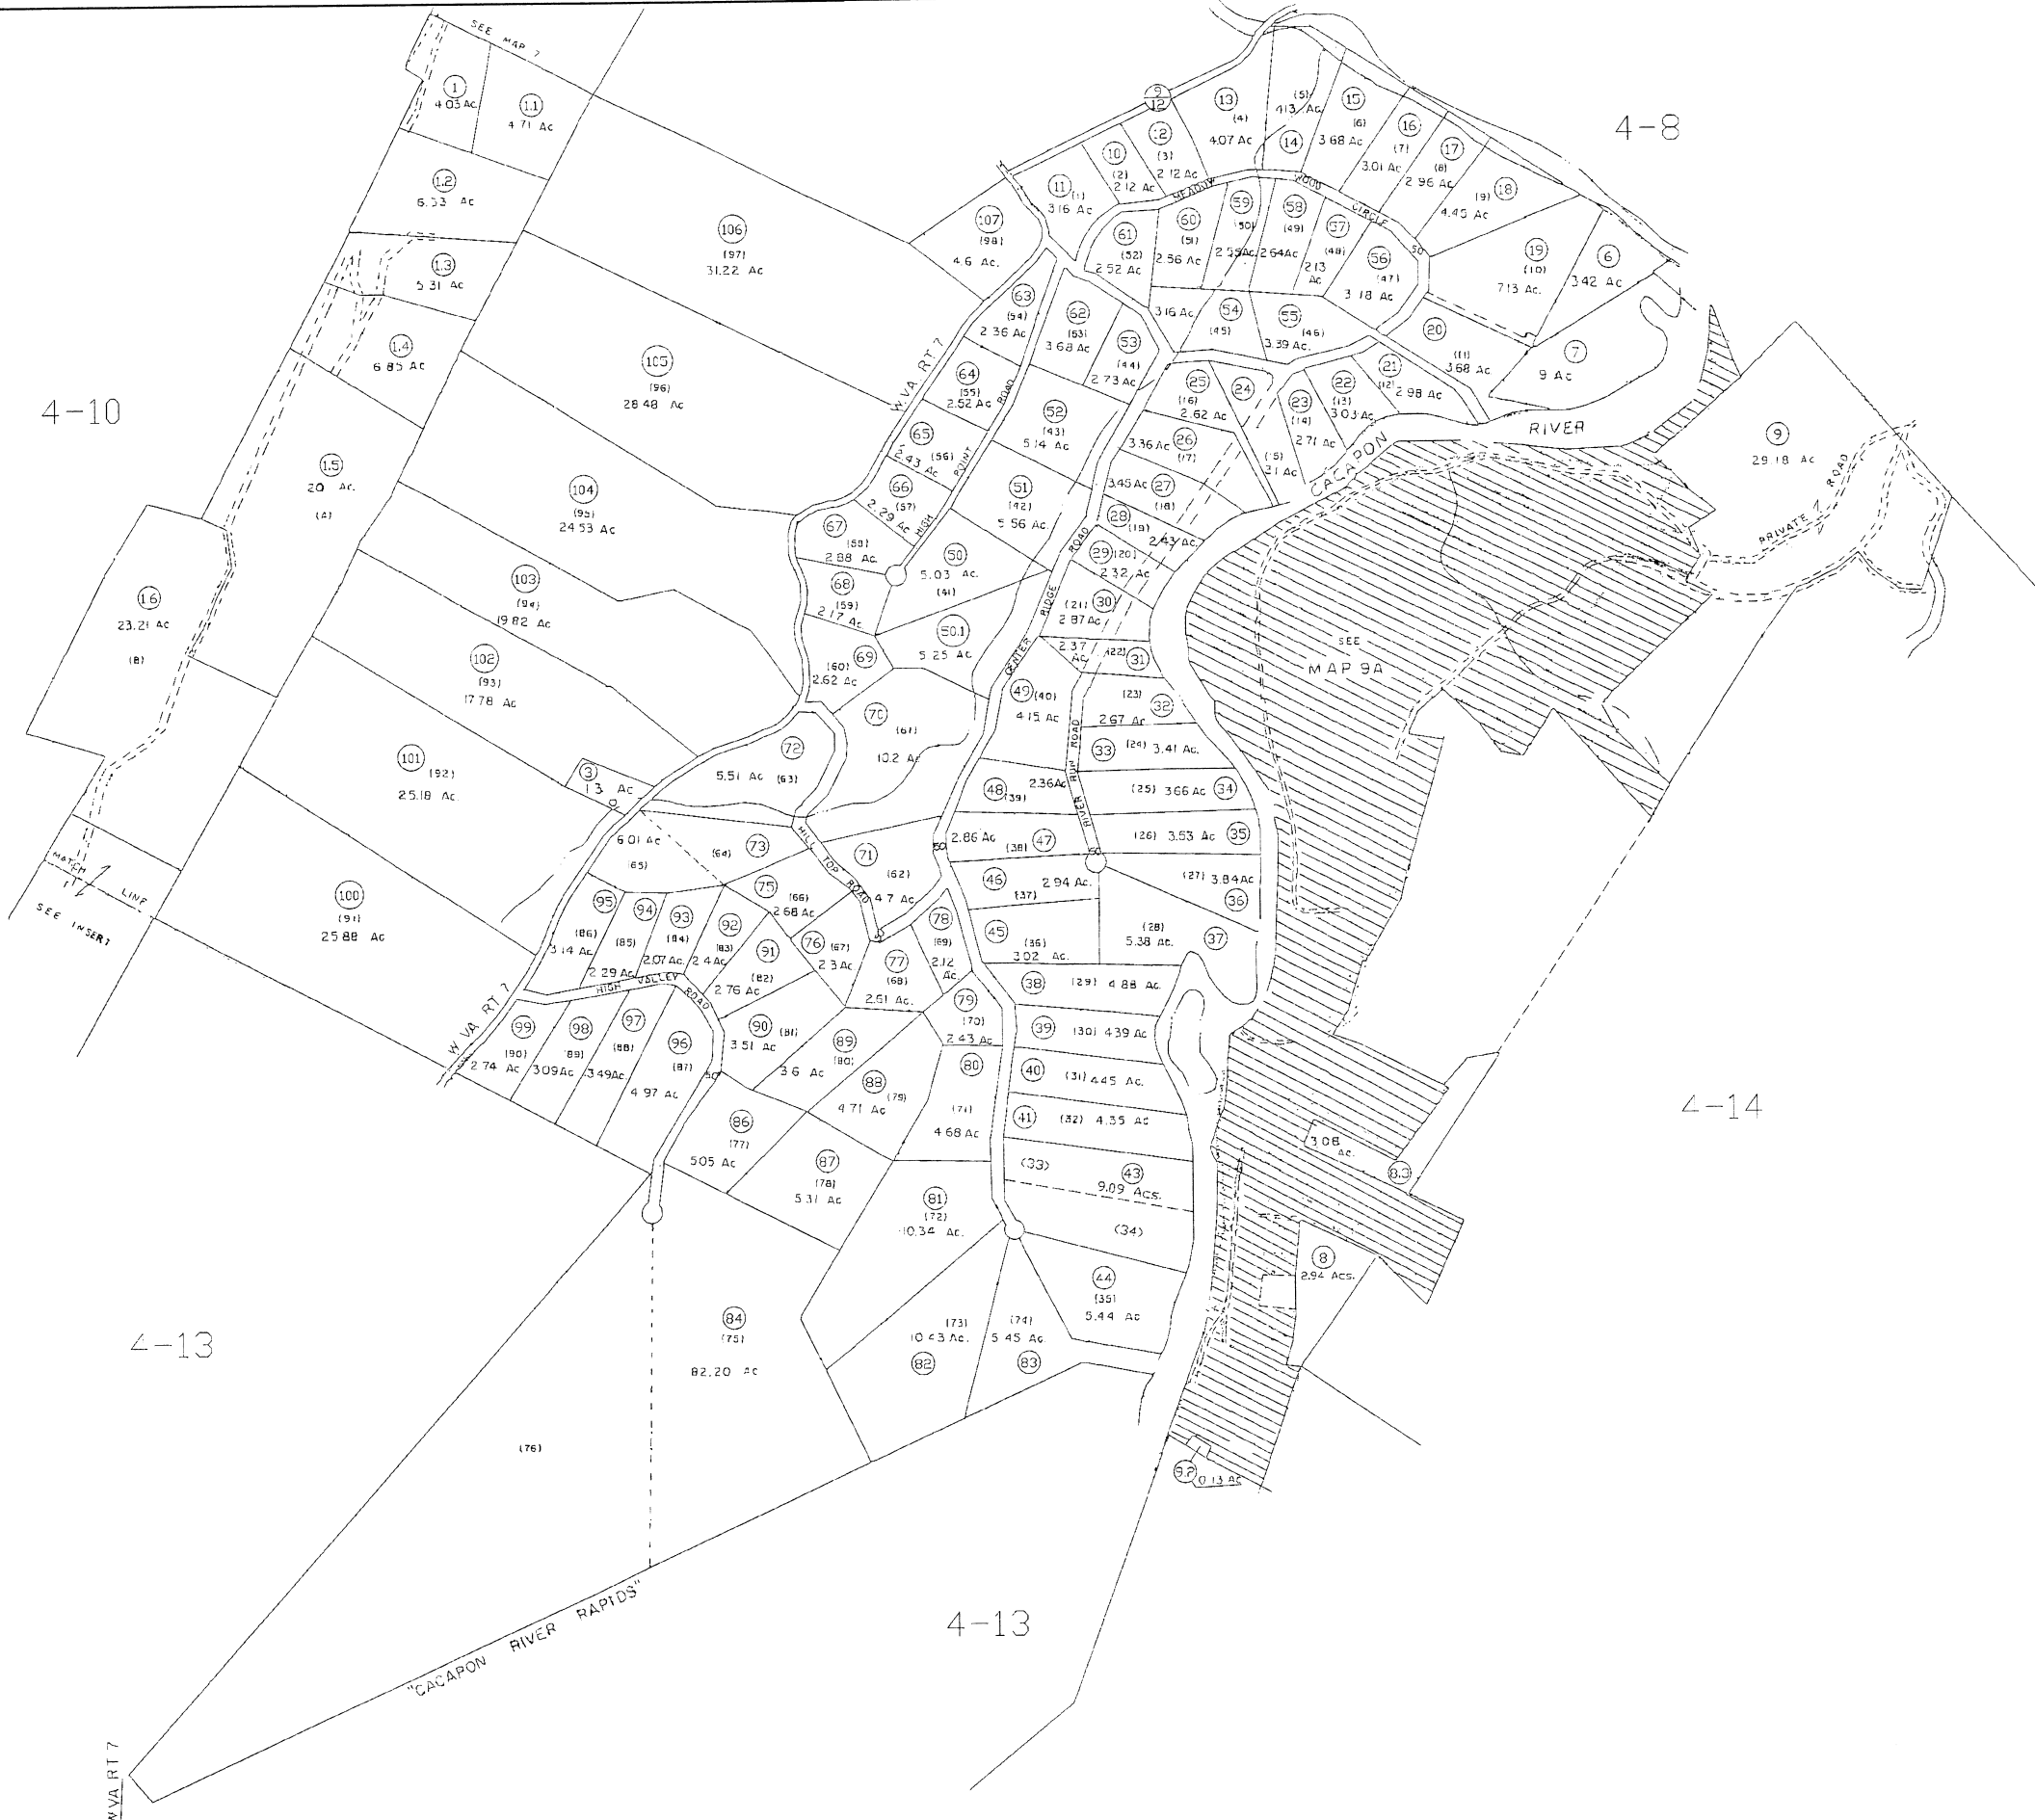 SEE MAP 7
1
4.03 Ac.
1.1
4.71 Ac
1.2
6.33 Ac
1.3
5.31 Ac
1.4
6.85 Ac
1.5
20 Ac.
(A)
1.6
23.21 Ac
(B)
4-10
4-8
MATCH LINE
SEE INSERT
106
(97)
31.22 Ac
105
(96)
28.48 Ac
104
(95)
24.53 Ac
103
(94)
19.82 Ac
102
(93)
17.78 Ac
101
(92)
25.18 Ac.
100
(91)
25.88 Ac
3
1.3 Ac
107
(98)
4.6 Ac.
9
12
11
(1)
3.16 Ac
10
(2)
2.12 Ac
12
(3)
2.12 Ac
13
(4)
4.07 Ac
(5)
4.13 Ac.
14
15
(6)
3.68 Ac
16
(7)
3.01 Ac
17
(8)
2.96 Ac
(9)
18
4.45 Ac
19
(10)
7.13 Ac.
6
3.42 Ac
7
9 Ac
20
(11)
3.68 Ac
MEADOW WOOD CIRCLE
50
61
(52)
2.52 Ac
60
(51)
2.56 Ac
59
(50)
2.55 Ac.
58
(49)
2.64 Ac
57
(48)
2.13 Ac
56
(47)
3.18 Ac
3.16 Ac
54
(45)
55
(46)
3.39 Ac.
21
(12)
2.98 Ac
22
(13)
3.03 Ac
23
(14)
2.71 Ac
24
(15)
3.1 Ac
25
(16)
2.62 Ac
3.36 Ac
26
(17)
3.45 Ac
27
(18)
28
(19)
2.43 Ac.
29
(20)
2.32 Ac
(21)
30
2.87 Ac
2.37 Ac
(22)
31
(23)
32
2.67 Ac
33
(24)
3.41 Ac.
(25)
3.66 Ac
34
(26)
3.53 Ac
35
(27)
3.84 Ac
36
(28)
5.38 Ac.
37
W.VA RT 7
63
(54)
2.36 Ac
62
(53)
3.68 Ac
53
(44)
2.73 Ac
64
(55)
2.52 Ac
65
(56)
2.43 Ac
66
(57)
2.29 Ac
67
(58)
2.88 Ac.
68
(59)
2.17 Ac
69
(60)
2.62 Ac
HIGH POINT ROAD
52
(43)
5.14 Ac
51
(42)
5.56 Ac.
50
5.03 Ac.
(41)
50.1
5.25 Ac
CENTER RIDGE ROAD
49
(40)
4.15 Ac
70
(61)
10.2 Ac
72
5.51 Ac
(63)
RIVER RUN ROAD
50
48
(39)
2.36 Ac
2.86 Ac
(38)
47
46
(37)
2.94 Ac.
45
(36)
3.02 Ac.
CACAPON RIVER
9
29.18 Ac
PRIVATE ROAD
SEE
MAP 9A
6.01 Ac
(65)
(64)
73
HILL TOP ROAD
71
(62)
4.7 Ac
50
50
75
(66)
2.68 Ac
76
(67)
2.3 Ac
77
(68)
2.61 Ac.
78
(69)
2.12 Ac.
79
(70)
2.43 Ac
80
(71)
4.68 Ac
95
(86)
3.14 Ac
94
(85)
2.29 Ac
93
(84)
2.07 Ac.
92
(83)
2.4 Ac
91
(82)
2.76 Ac
HIGH VALLEY ROAD
W VA RT 7
99
(90)
2.74 Ac
98
(89)
3.09 Ac
97
(88)
3.49 Ac
96
(87)
4.97 Ac
50
90
(81)
3.51 Ac
89
(80)
3.6 Ac
88
(79)
4.71 Ac
86
(77)
5.05 Ac
87
(78)
5.31 Ac
38
(29)
4.88 Ac.
39
(30)
4.39 Ac
40
(31)
4.45 Ac.
41
(32)
4.35 Ac
(33)
43
9.09 Acs.
(34)
44
(35)
5.44 Ac
81
(72)
10.34 Ac.
(73)
10.43 Ac.
82
(74)
5.45 Ac.
83
84
(75)
82.20 Ac
(76)
4-14
3.08 Ac.
8.3
8
2.94 Acs.
9.2
0.13 Ac
4-13
4-13
"CACAPON RIVER RAPIDS"
W VA RT 7